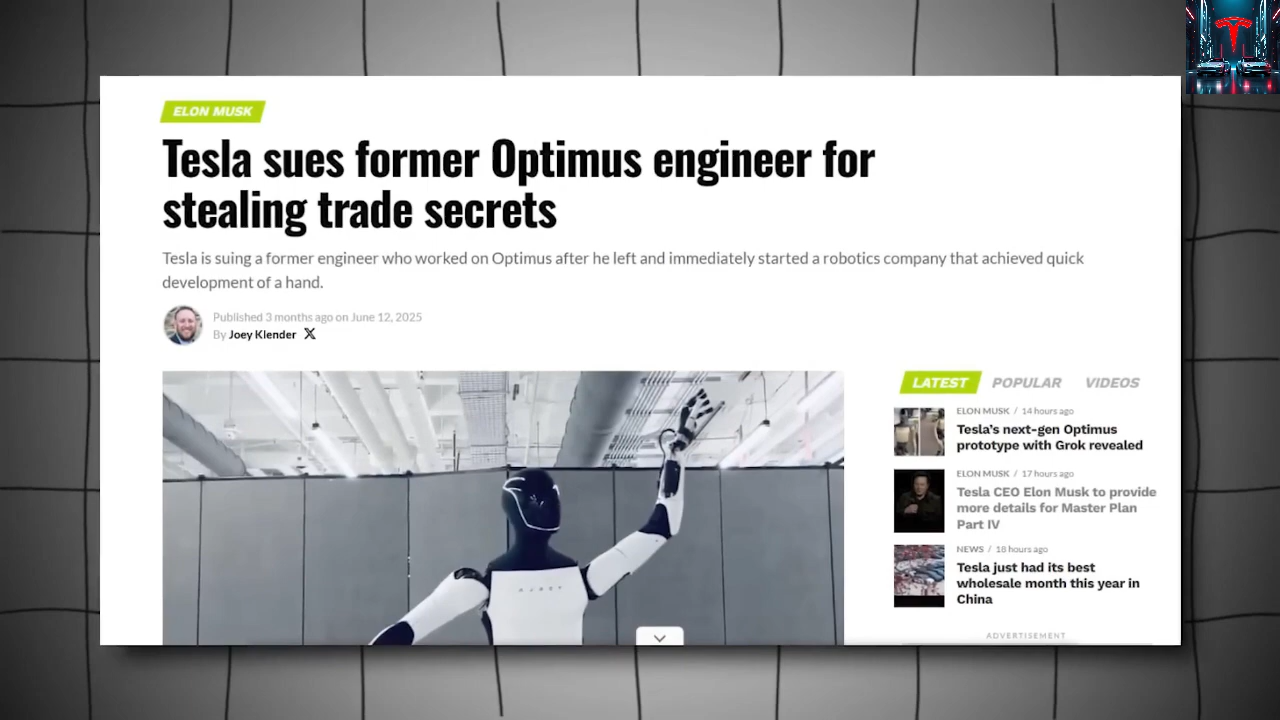 ELON MUSK
Tesla sues former Optimus engineer for
stealing trade secrets
Tesla is suing a former engineer who worked on Optimus after he left and immediately started a robotics company that achieved quick
development of a hand.
Published 3 months ago on June 12, 2025
By Joey Klender
LATEST POPULAR VIDEOS
ELON MUSK / 14 hours ago
Tesla's next-gen Optimus
prototype with Grok revealed
ELON MUSK / 17 hours ago
Tesla CEO Elon Musk to provide
more details for Master Plan
Part IV
NEWS / 18 hours ago
Tesla just had its best
wholesale month this year in
China
ADVERTISEMENT